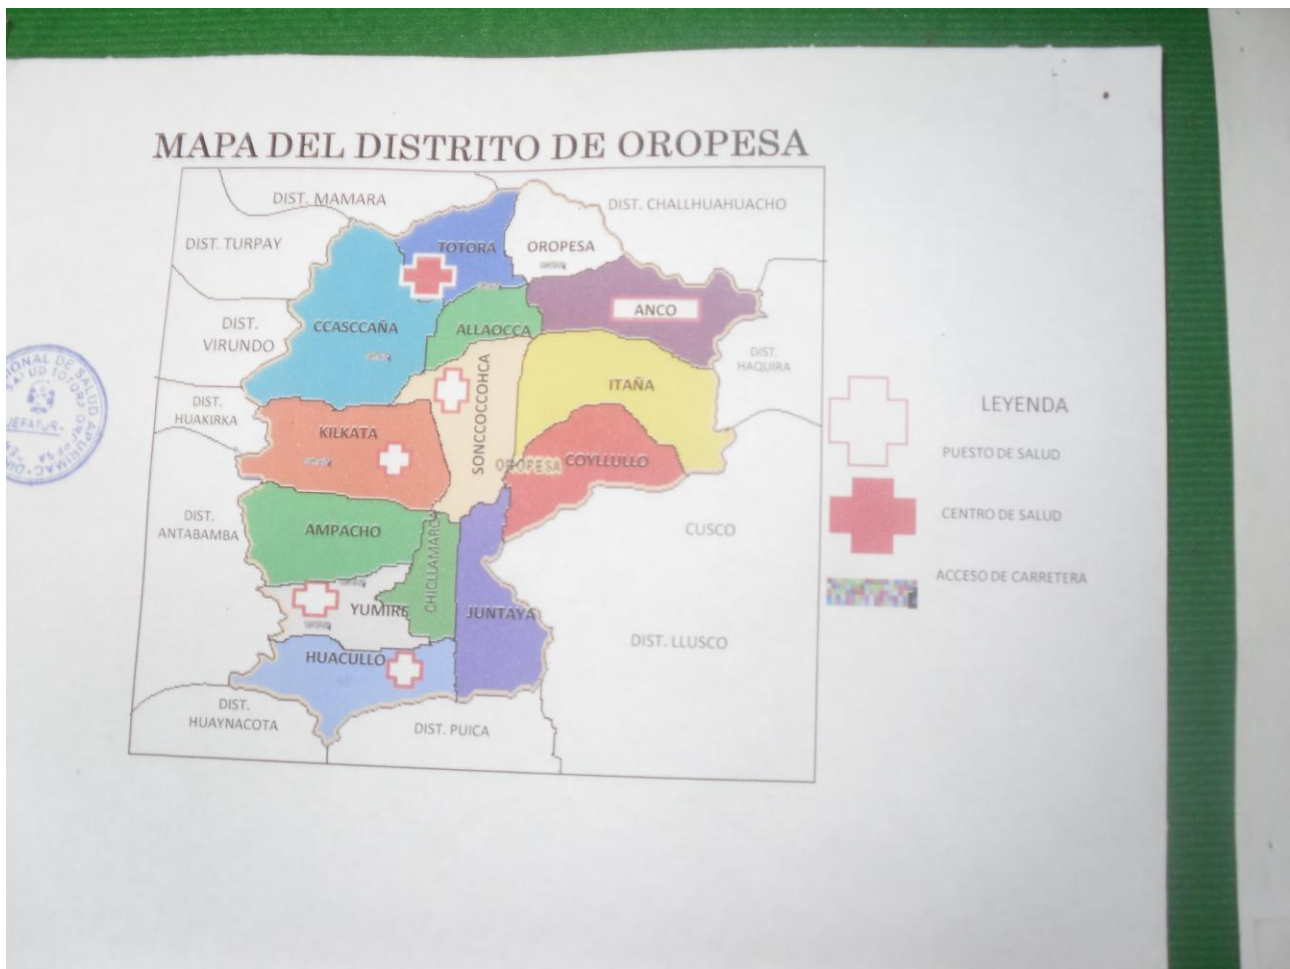 MAPA DEL DISTRITO DE OROPESA
DIST. MAMARA
DIST. CHALLHUAHUACHO
DIST. TURPAY
TOTORA
OROPESA
ANCO
DIST.
VIRUNDO
CCASCCAÑA
ALLAOCCA
DIST.
HAQUIRA
ITAÑA
DIST.
HUAKIRKA
KILKATA
SONCCOCCOHCA
OROPESA
COYLLULLO
LEYENDA
PUESTO DE SALUD
CENTRO DE SALUD
ACCESO DE CARRETERA
DIST.
ANTABAMBA
AMPACHO
CHICLLAMARCA
CUSCO
YUMIRE
JUNTAYA
DIST. LLUSCO
HUACULLO
DIST.
HUAYNACOTA
DIST. PUICA
JEFATUR